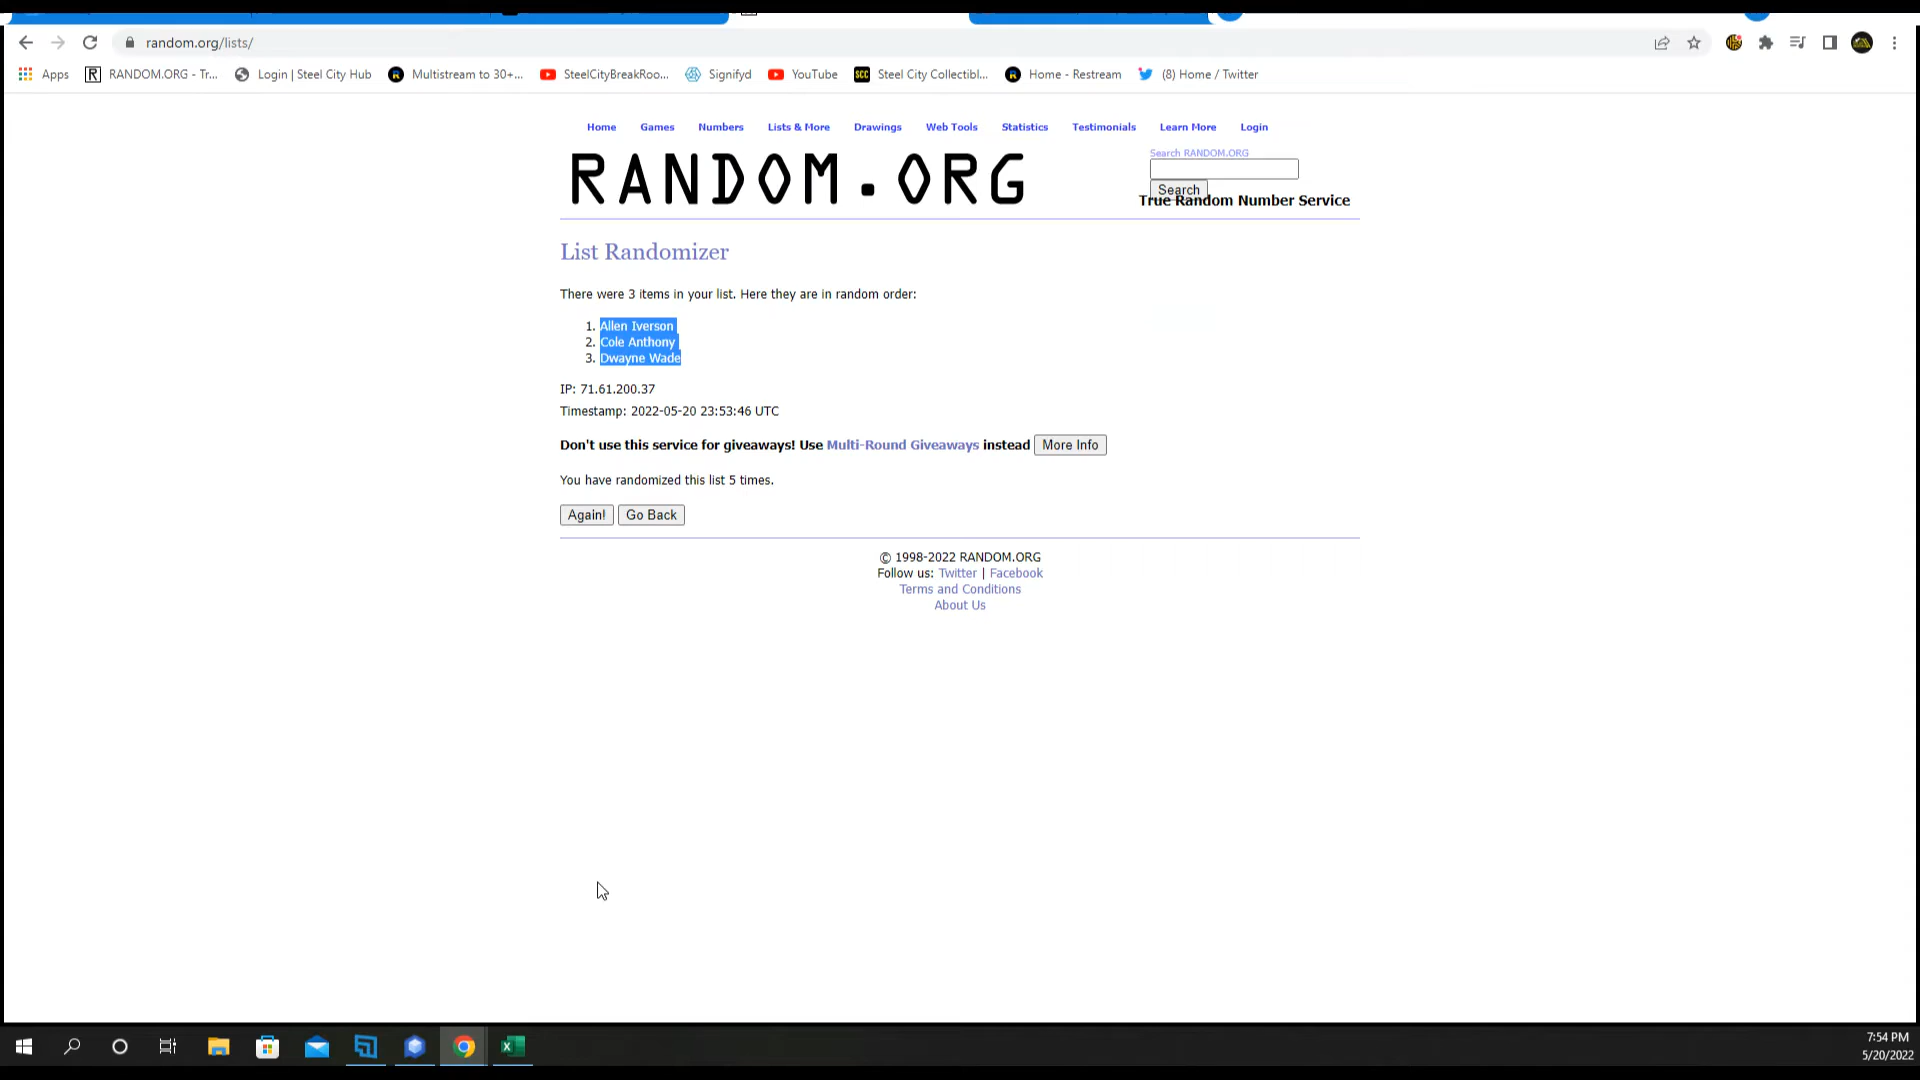 random.org/lists/
Apps RANDOM.ORG - Tr... Login | Steel City Hub Multistream to 30+... SteelCityBreakRoo... Signifyd YouTube SCC Steel City Collectibl... Home - Restream (8) Home / Twitter
Home Games Numbers Lists & More Drawings Web Tools Statistics Testimonials Learn More Login
Search RANDOM.ORG
RANDOM.ORG
Search
True Random Number Service
List Randomizer
There were 3 items in your list. Here they are in random order:
1. Allen Iverson
2. Cole Anthony
3. Dwayne Wade
IP: 71.61.200.37
Timestamp: 2022-05-20 23:53:46 UTC
Don't use this service for giveaways! Use Multi-Round Giveaways instead More Info
You have randomized this list 5 times.
Again! Go Back
© 1998-2022 RANDOM.ORG
Follow us: Twitter | Facebook
Terms and Conditions
About Us
7:54 PM
5/20/2022